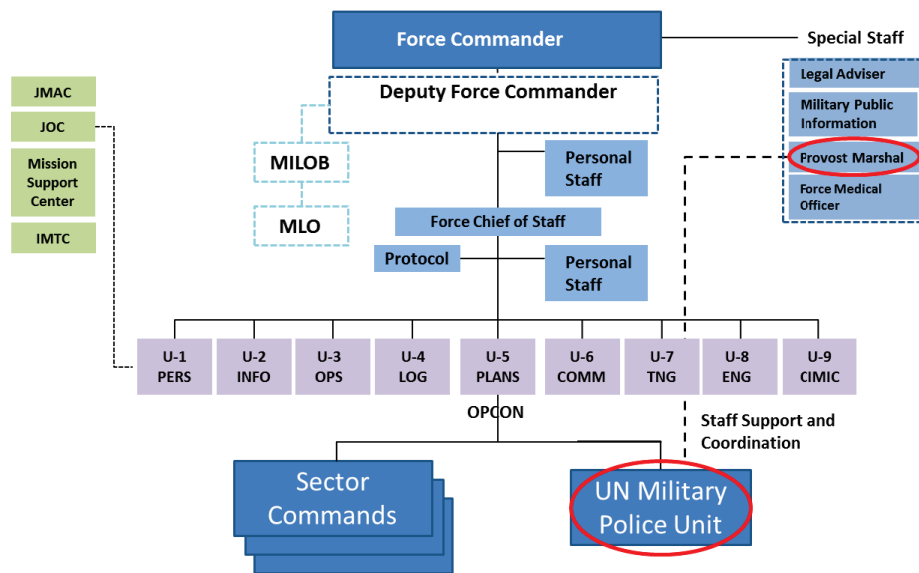 Force Commander
Special Staff
Deputy Force Commander
Legal Adviser
Military Public
Information
Frovost Marshal
Force Medical
Officer
JMAC
JOC
Mission
Support
Center
IMTC
MILOB
MLO
Personal
Staff
Force Chief of Staff
Protocol
Personal
Staff
U-1
PERS
U-2
INFO
U-3
OPS
U-4
LOG
U-5
PLANS
U-6
COMM
U-7
TNG
U-8
ENG
U-9
CIMIC
OPCON
Staff Support and
Coordination
Sector
Commands
UN Military
Police Unit